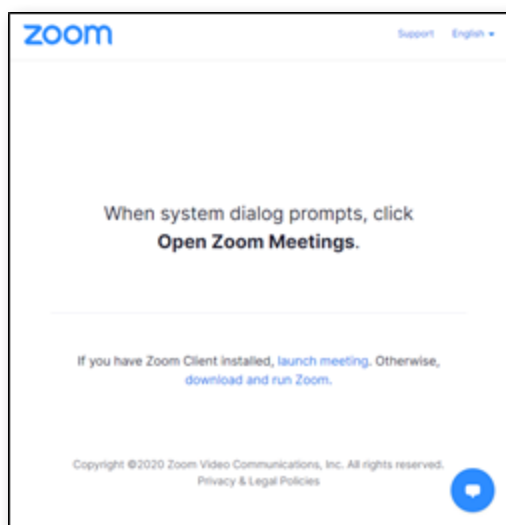 zoom
Support English
When system dialog prompts, click
Open Zoom Meetings.
If you have Zoom Client installed, launch meeting. Otherwise,
download and run Zoom.
Copyright ©2020 Zoom Video Communications, Inc. All rights reserved.
Privacy & Legal Policies